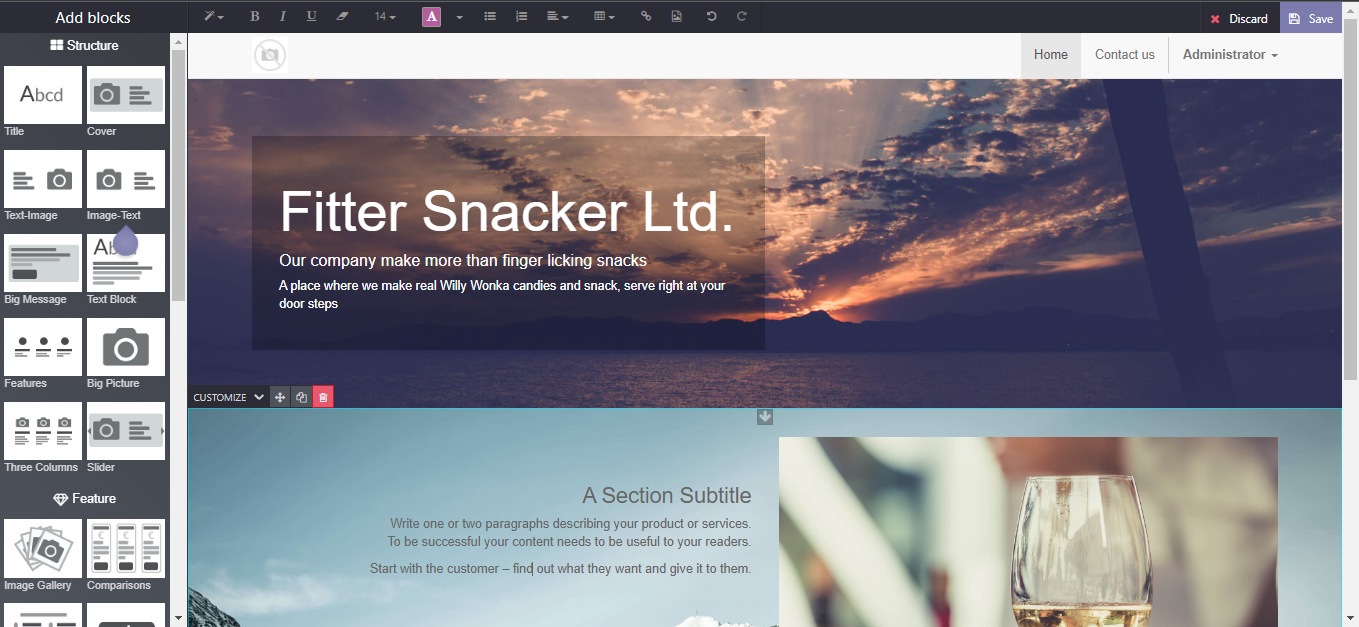 Add blocks
B I U 14 A
Discard Save
Structure
Abcd
Title Cover
Text-Image Image-Text
Big Message Text Block
Features Big Picture
Three Columns Slider
Feature
Image Gallery Comparisons
Home Contact us Administrator
Fitter Snacker Ltd.
Our company make more than finger licking snacks
A place where we make real Willy Wonka candies and snack, serve right at your
door steps
CUSTOMIZE
A Section Subtitle
Write one or two paragraphs describing your product or services.
To be successful your content needs to be useful to your readers.
Start with the customer – find out what they want and give it to them.